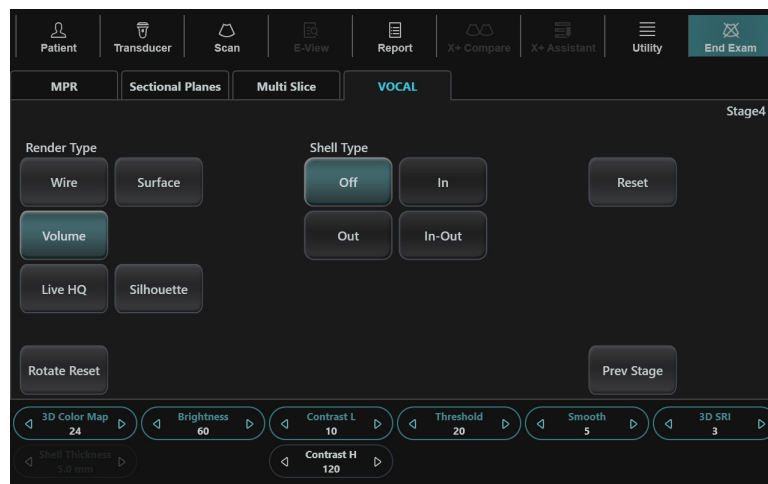 Patient Transducer Scan E-View Report X+ Compare X+ Assistant Utility End Exam
MPR Sectional Planes Multi Slice VOCAL
Stage4
Render Type Shell Type
Wire Surface Off In Reset
Volume Out In-Out
Live HQ Silhouette
Rotate Reset Prev Stage
3D Color Map Brightness Contrast L Threshold Smooth 3D SRI
24 60 10 20 5 3
Shell Thickness Contrast H
5.0 mm 120